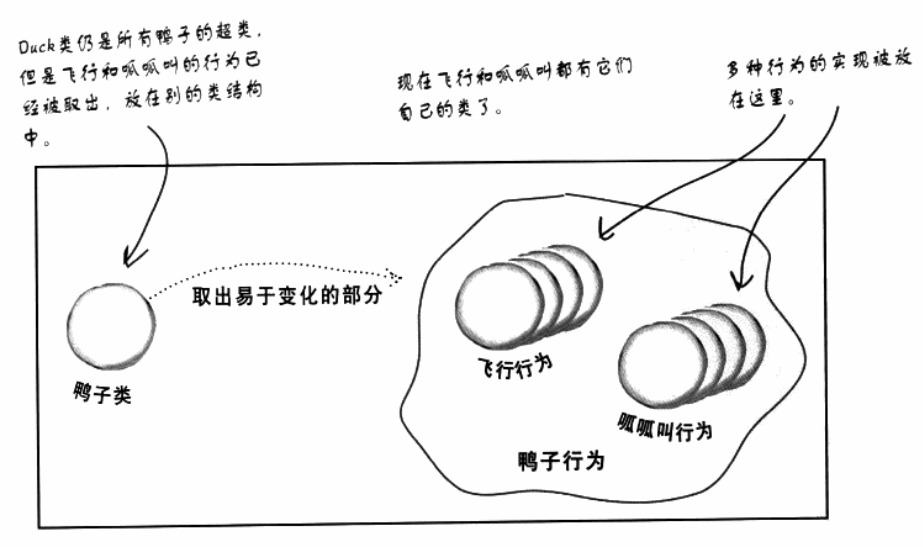 Duck类仍是所有鸭子的超类，
但是飞行和呱呱叫的行为已
经被取出，放在别的类结构
中。
现在飞行和呱呱叫都有它们
自己的类了。
多种行为的实现被放
在这里。
取出易于变化的部分
鸭子类
飞行行为
呱呱叫行为
鸭子行为